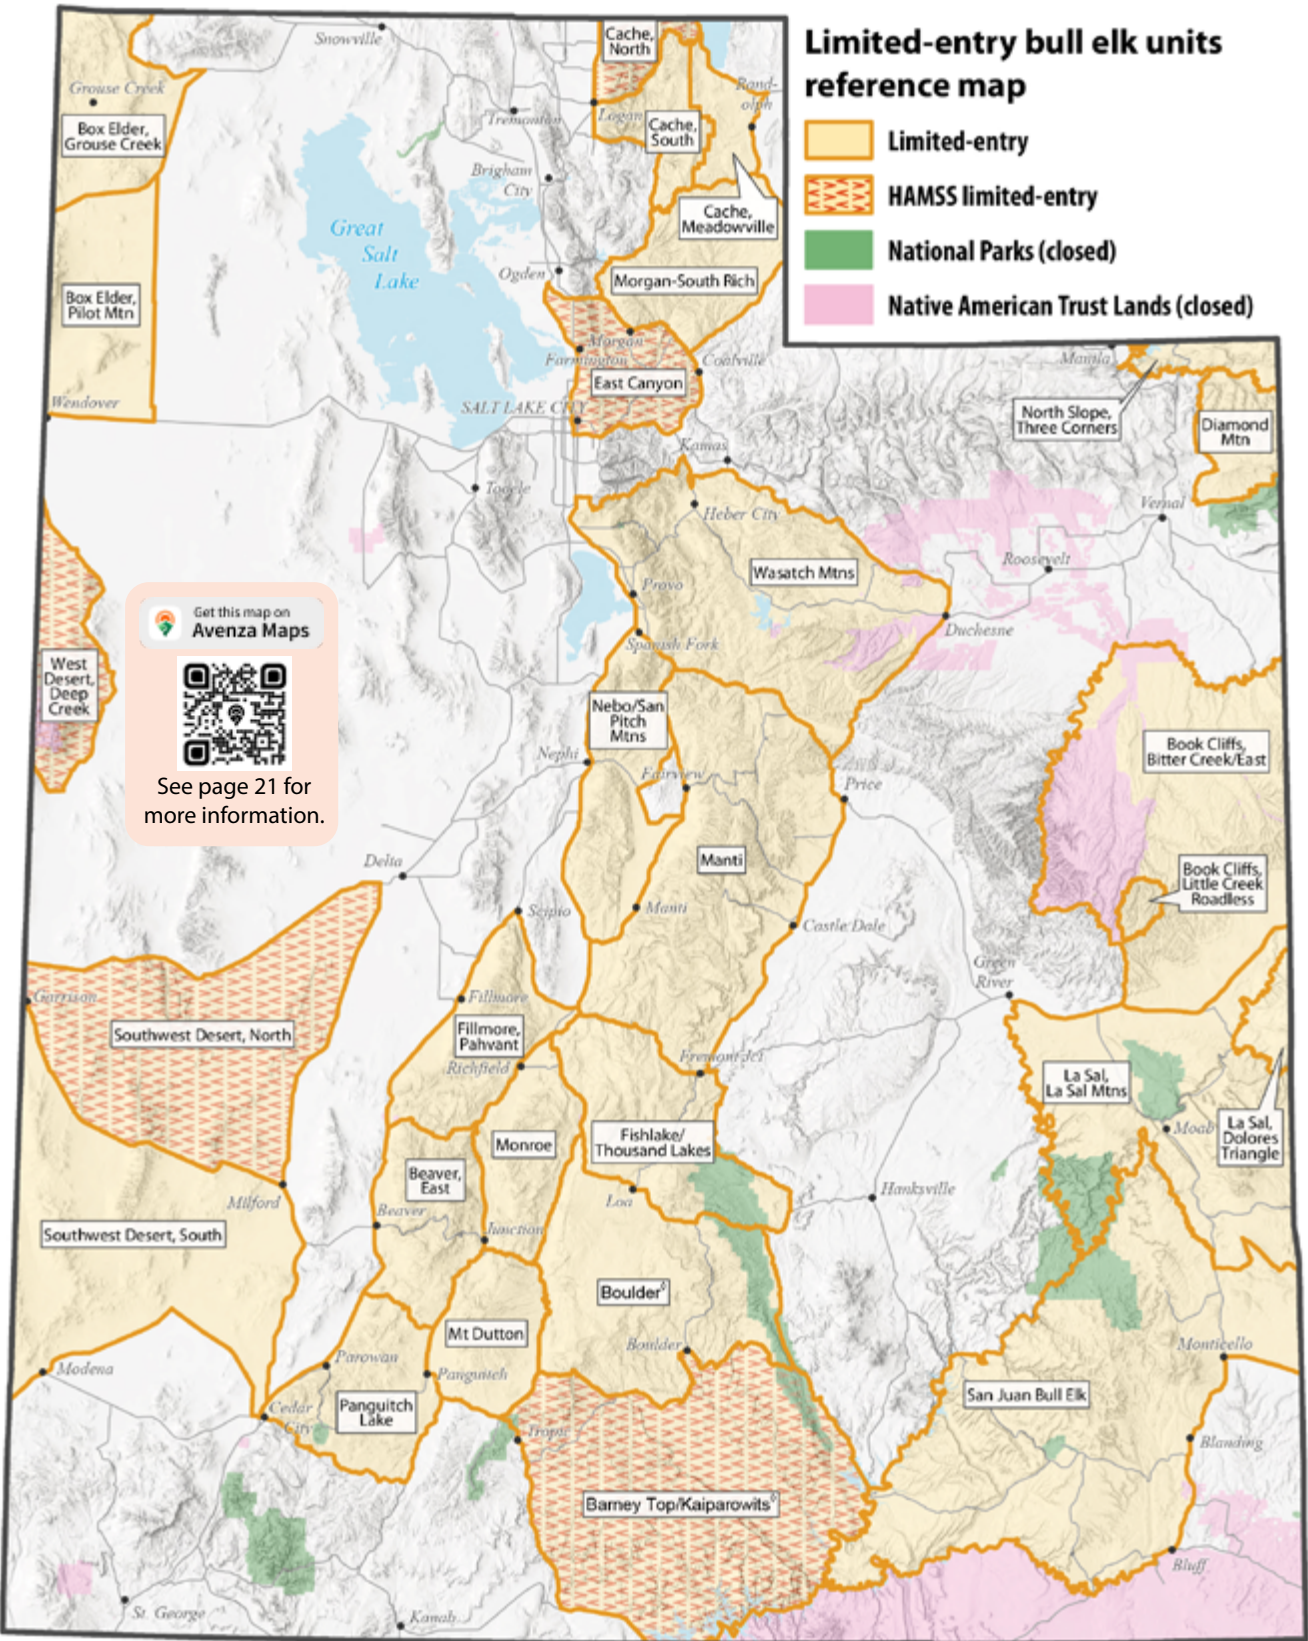 Limited-entry bull elk units
reference map
Limited-entry
HAMSS limited-entry
National Parks (closed)
Native American Trust Lands (closed)
Snowville
Cache,
North
Grouse Creek
Box Elder,
Grouse Creek
Tremonton
Logan
Rand-
olph
Cache,
South
Brigham
City
Cache,
Meadowville
Great
Salt
Lake
Ogden
Morgan-South Rich
Box Elder,
Pilot Mtn
Morgan
Farmington
Coalville
East Canyon
Manila
Wendover
SALT LAKE CITY
North Slope,
Three Corners
Diamond
Mtn
Kamas
Tooele
Heber City
Vernal
Roosevelt
Wasatch Mtns
Provo
Duchesne
Spanish Fork
Get this map on
Avenza Maps
See page 21 for
more information.
West
Desert,
Deep
Creek
Nebo/San
Pitch
Mtns
Nephi
Fairview
Price
Book Cliffs,
Bitter Creek/East
Manti
Delta
Book Cliffs,
Little Creek
Roadless
Scipio
Manti
Castle Dale
Green
River
Garrison
Fillmore
Southwest Desert, North
Fillmore,
Pahvant
Richfield
Fremont Jct
La Sal,
La Sal Mtns
Moab
La Sal,
Dolores
Triangle
Monroe
Fishlake/
Thousand Lakes
Beaver,
East
Milford
Loa
Hanksville
Beaver
Junction
Southwest Desert, South
Boulder◊
Mt Dutton
Boulder
Monticello
Modena
Parowan
Panguitch
San Juan Bull Elk
Panguitch
Lake
Cedar
City
Tropic
Blanding
Barney Top/Kaiparowits◊
Bluff
St. George
Kanab